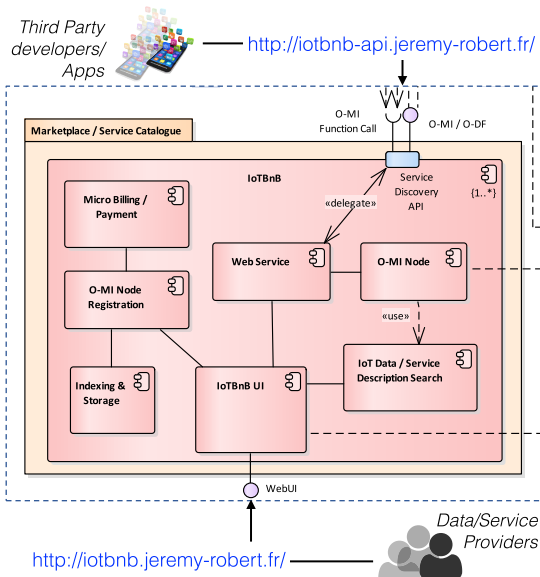 Third Party
developers/
Apps
http://iotbnb-api.jeremy-robert.fr/
O-MI
Function Call
O-MI / O-DF
Marketplace / Service Catalogue
IoTBnB
Service
Discovery
API
{1..*}
Micro Billing /
Payment
«delegate»
Web Service
O-MI Node
O-MI Node
Registration
«use»
Indexing &
Storage
IoTBnB UI
IoT Data / Service
Description Search
WebUI
Data/Service
Providers
http://iotbnb.jeremy-robert.fr/